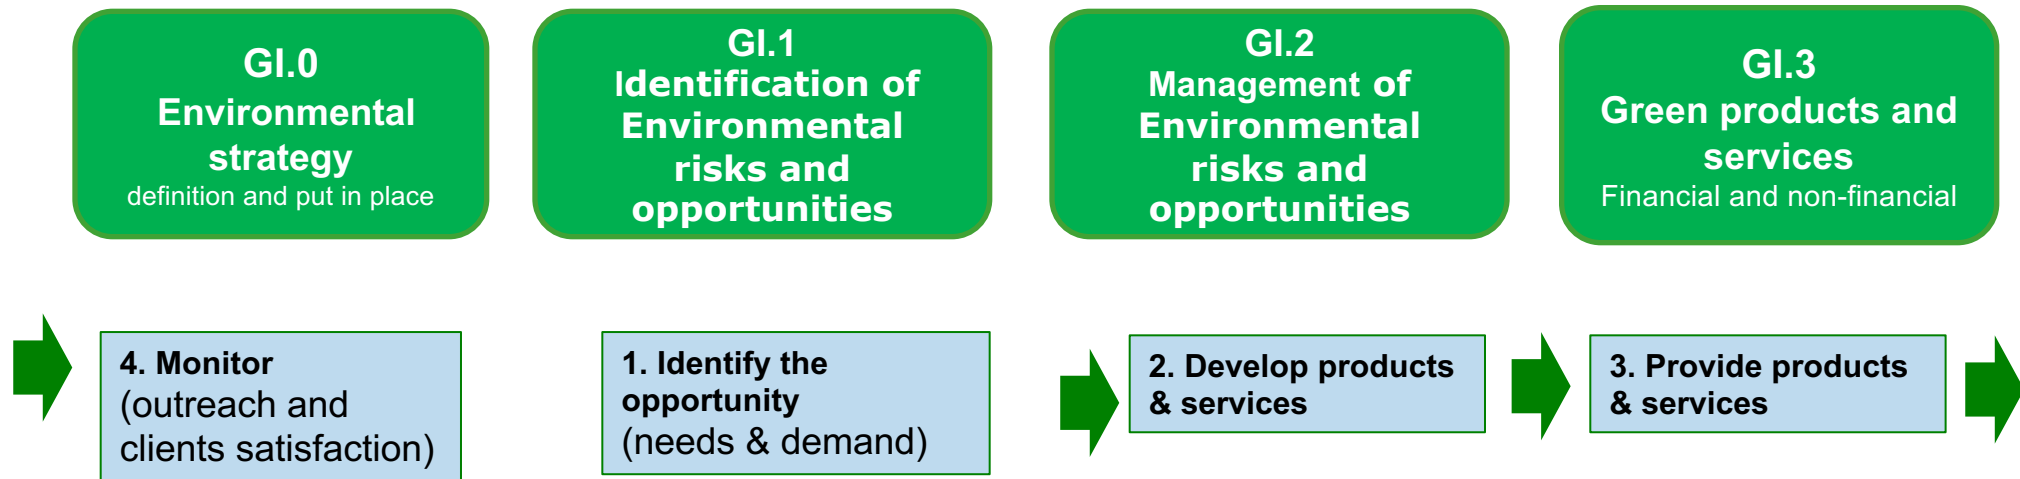 GI.0
Environmental
strategy
definition and put in place
GI.1
Identification of
Environmental
risks and
opportunities
GI.2
Management of
Environmental
risks and
opportunities
GI.3
Green products and
services
Financial and non-financial
4. Monitor
(outreach and
clients satisfaction)
1. Identify the
opportunity
(needs & demand)
2. Develop products
& services
3. Provide products
& services